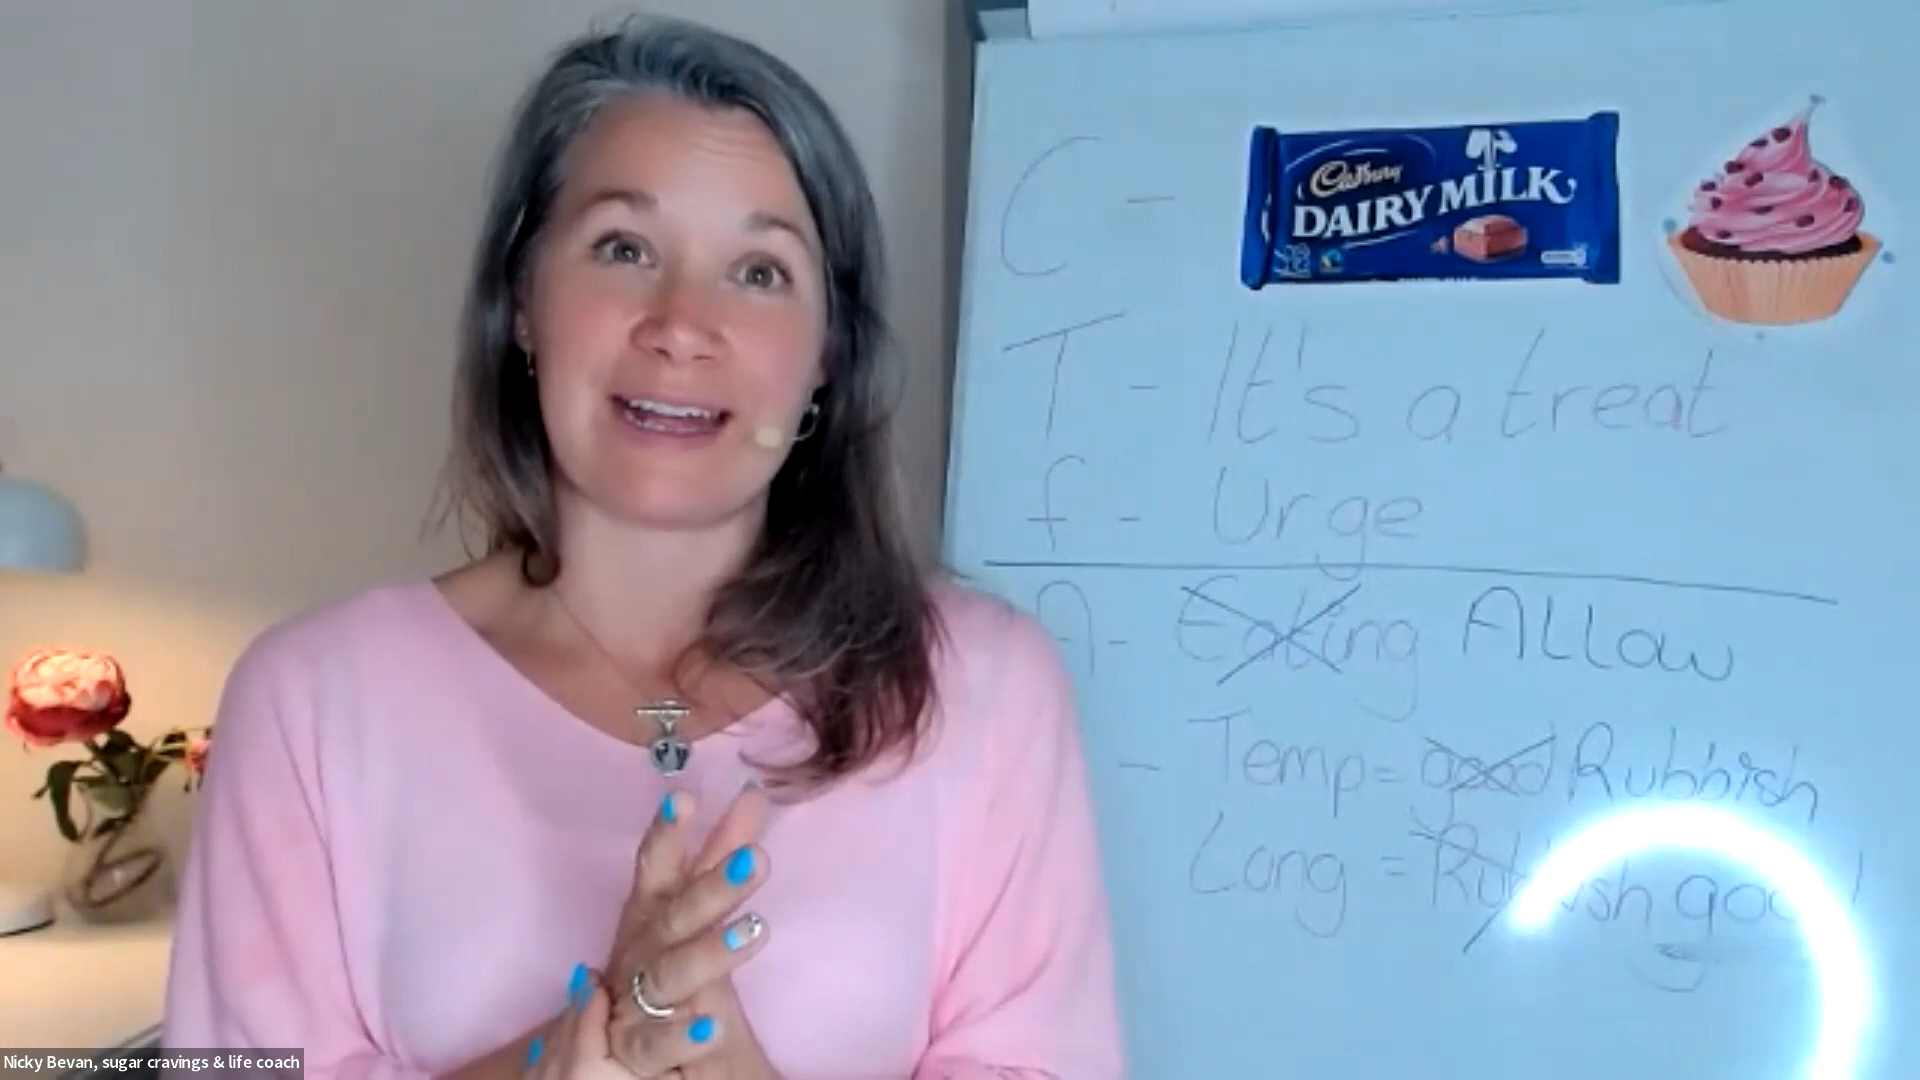 C -
Cadbury
DAIRY MILK
T - It's a treat
f - Urge
A - Eating ALLow
- Temp = good Rubbish
Long = Rubbish good
Nicky Bevan, sugar cravings & life coach